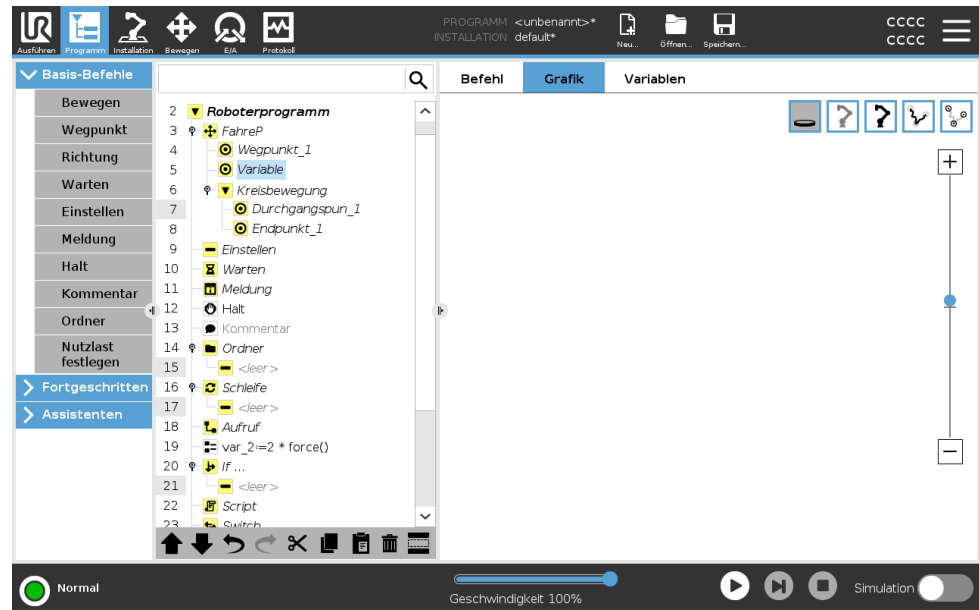 PROGRAMM <unbenannt>*
INSTALLATION default*
CCCC
CCCC
Ausführen Programm Installation Bewegen E/A Protokoll
Neu... Öffnen... Speichern...
Basis-Befehle
Bewegen
Wegpunkt
Richtung
Warten
Einstellen
Meldung
Halt
Kommentar
Ordner
Nutzlast
festlegen
Fortgeschritten
Assistenten
2 Roboterprogramm
3 FahreP
4 Wegpunkt_1
5 Variable
6 Kreisbewegung
7 Durchgangspun_1
8 Endpunkt_1
9 Einstellen
10 Warten
11 Meldung
12 Halt
13 Kommentar
14 Ordner
15 <leer>
16 Schleife
17 <leer>
18 Aufruf
19 var_2:=2 * force()
20 If ...
21 <leer>
22 Script
23 Switch
Befehl Grafik Variablen
Normal
Geschwindigkeit 100%
Simulation